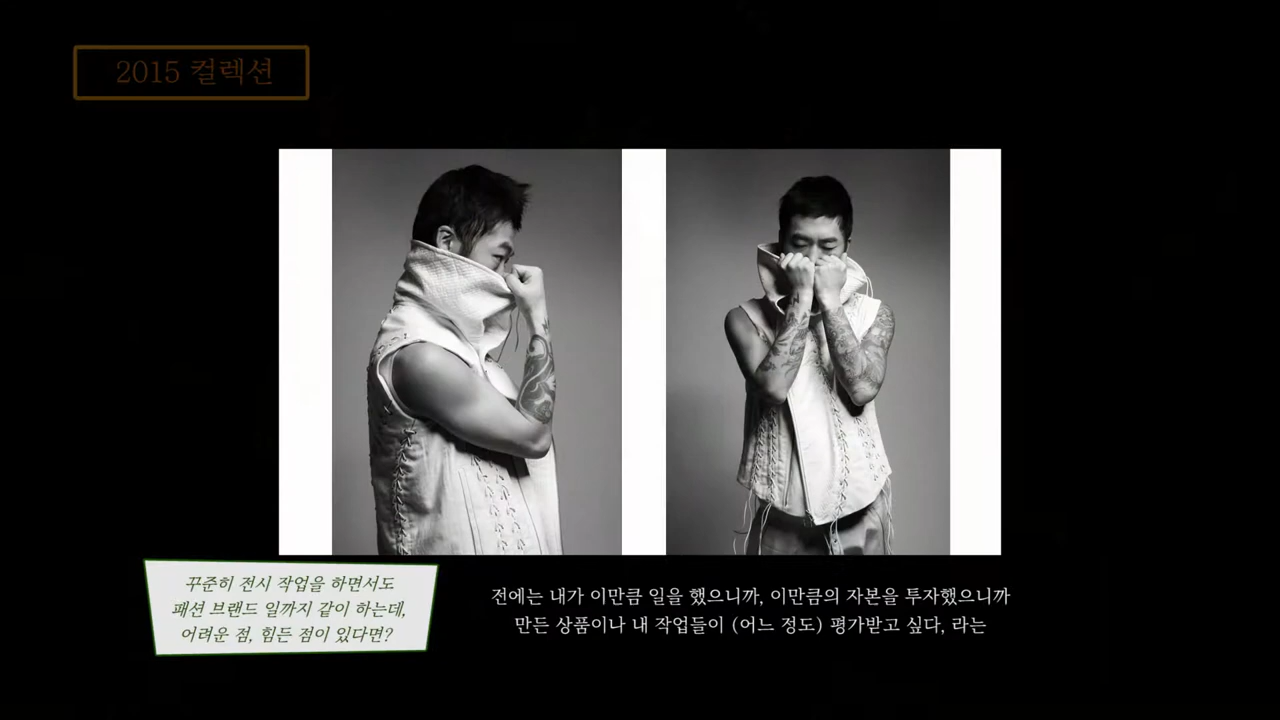 2015 컬렉션
꾸준히 전시 작업을 하면서도
패션 브랜드 일까지 같이 하는데,
어려운 점, 힘든 점이 있다면?
전에는 내가 이만큼 일을 했으니까, 이만큼의 자본을 투자했으니까
만든 상품이나 내 작업들이 (어느 정도) 평가받고 싶다, 라는